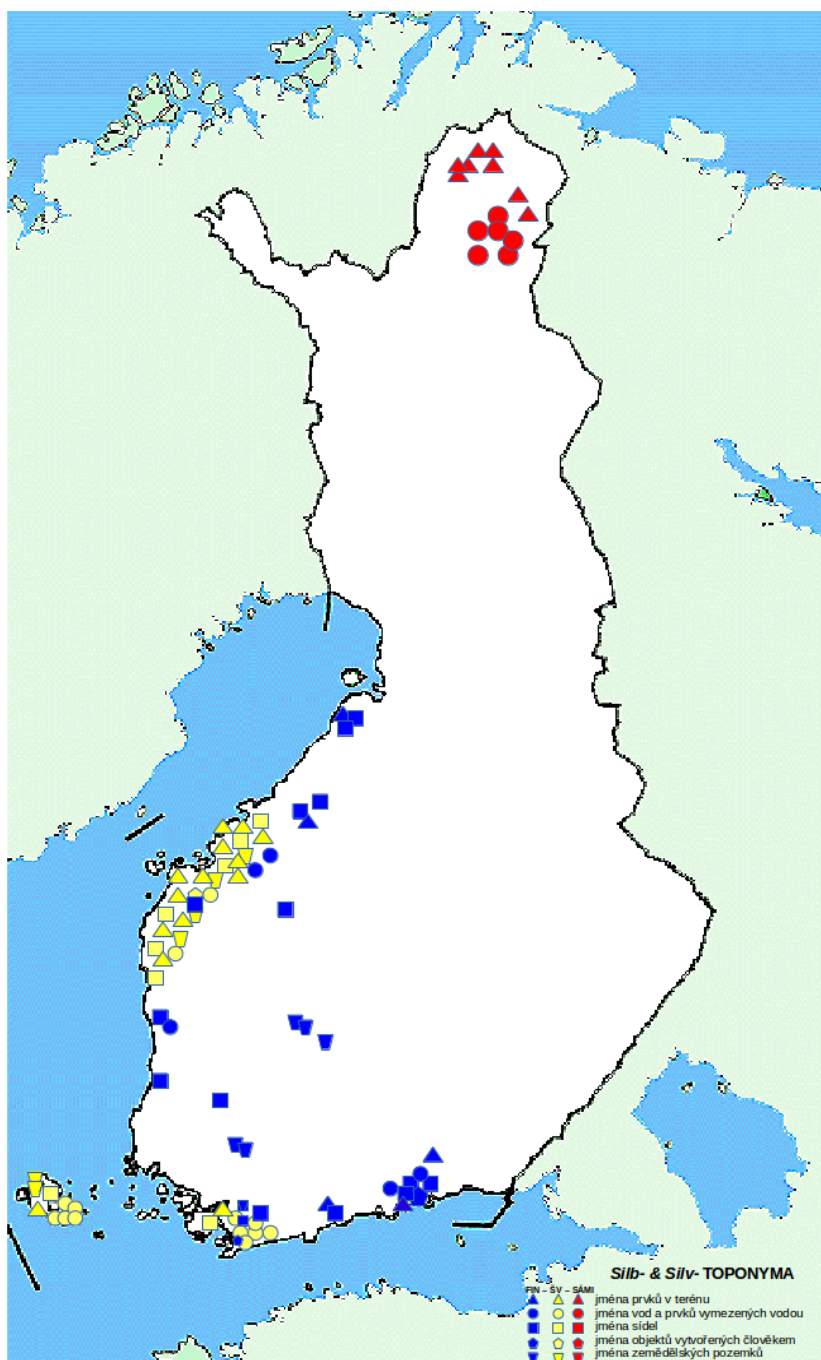 Silb- & Silv- TOPONYMA
FIN – ŠV – SÁMI
jména prvků v terénu
jména vod a prvků vymezených vodou
jména sídel
jména objektů vytvořených člověkem
jména zemědělských pozemků